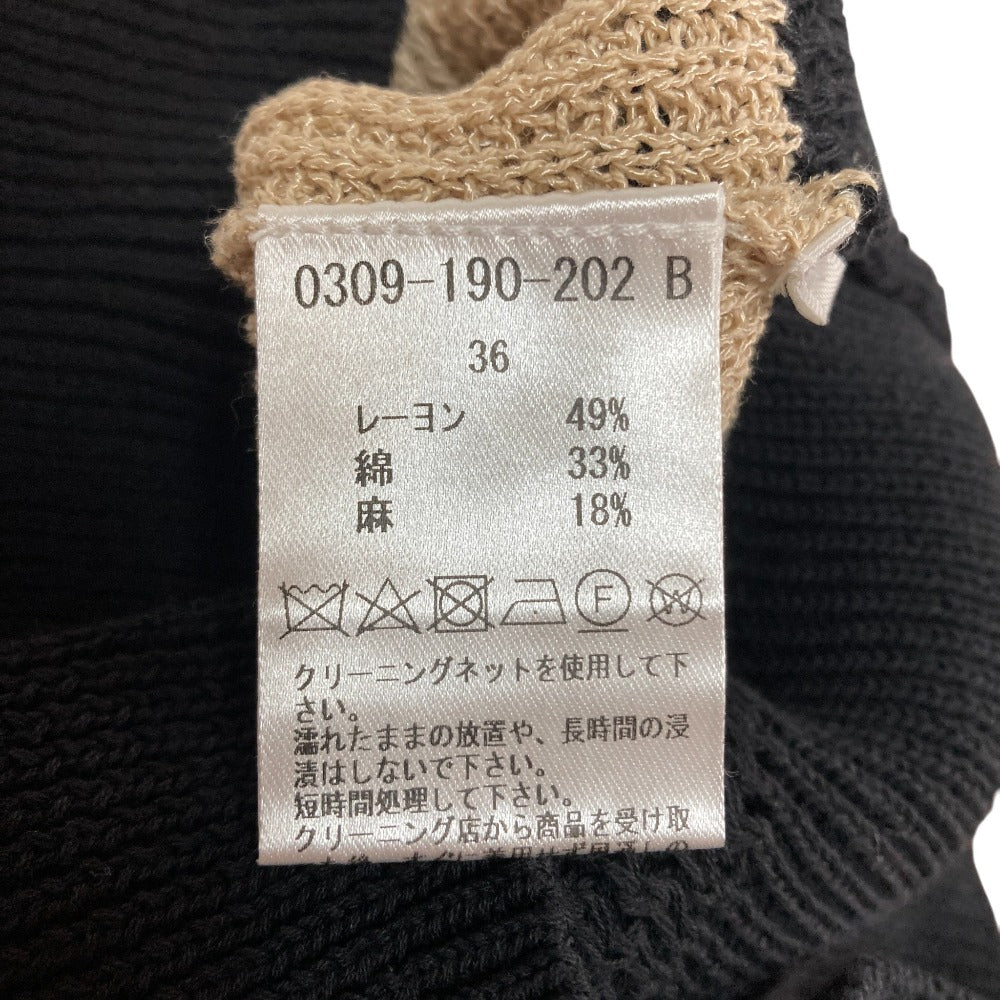 0309-190-202 B
36
レーヨン 49%
綿 33%
麻 18%
F
W
クリーニングネットを使用して下
さい。
濡れたままの放置や、長時間の浸
漬はしないで下さい。
短時間処理して下さい。
クリーニング店から商品を受け取